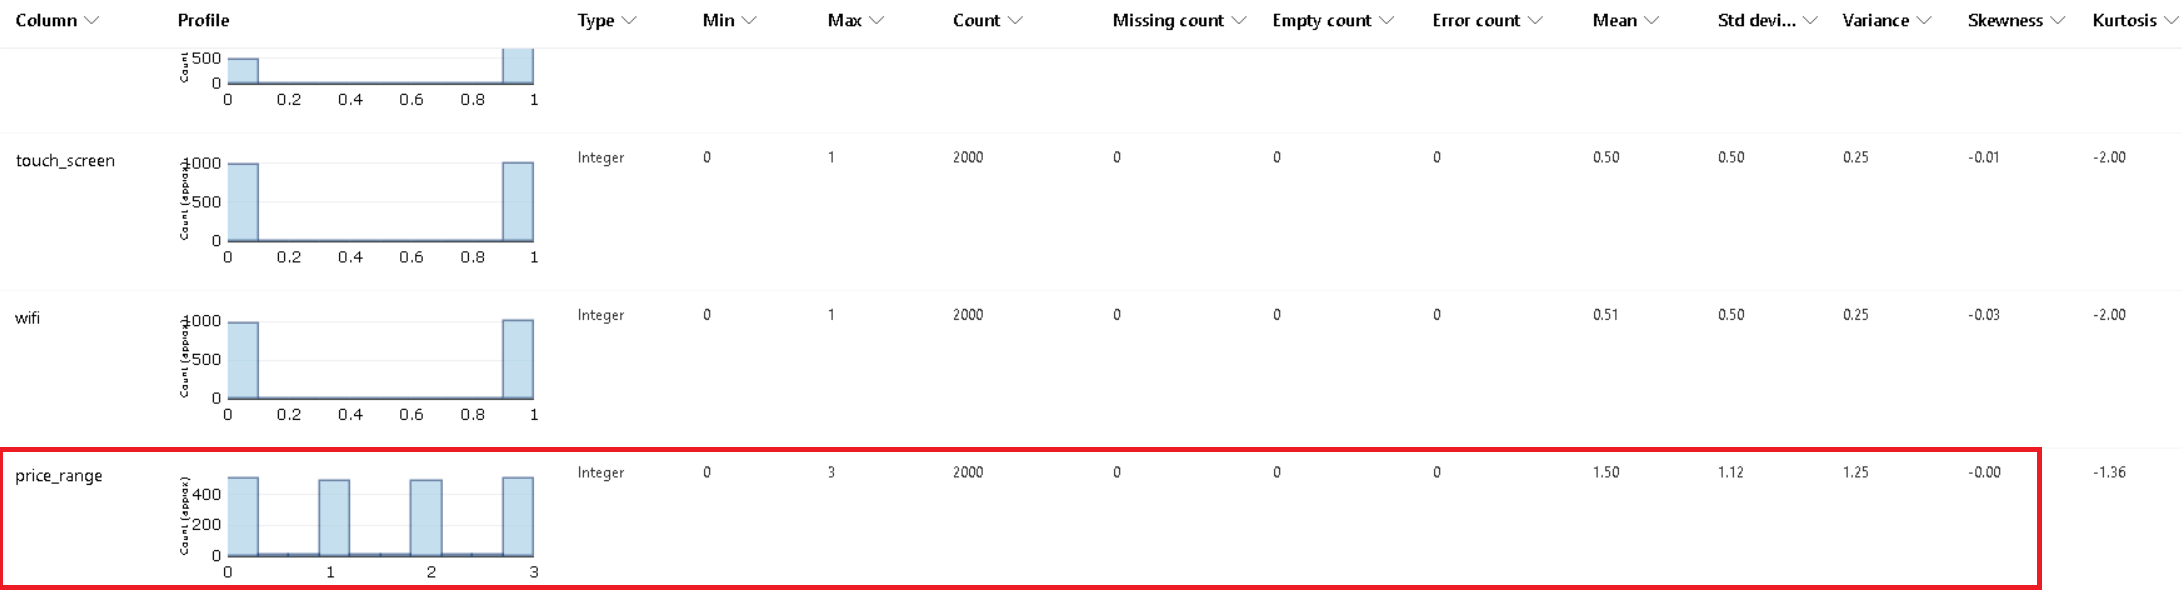 Column Profile Type Min Max Count Missing count Empty count Error count Mean Std devi... Variance Skewness Kurtosis
500
Count
0
0 0.2 0.4 0.6 0.8 1
touch_screen Integer 0 1 2000 0 0 0 0.50 0.50 0.25 -0.01 -2.00
1000
Count (approx)
500
0
0 0.2 0.4 0.6 0.8 1
wifi Integer 0 1 2000 0 0 0 0.51 0.50 0.25 -0.03 -2.00
1000
Count (approx)
500
0
0 0.2 0.4 0.6 0.8 1
price_range Integer 0 3 2000 0 0 0 1.50 1.12 1.25 -0.00 -1.36
Count (approx)
400
200
0
0 1 2 3